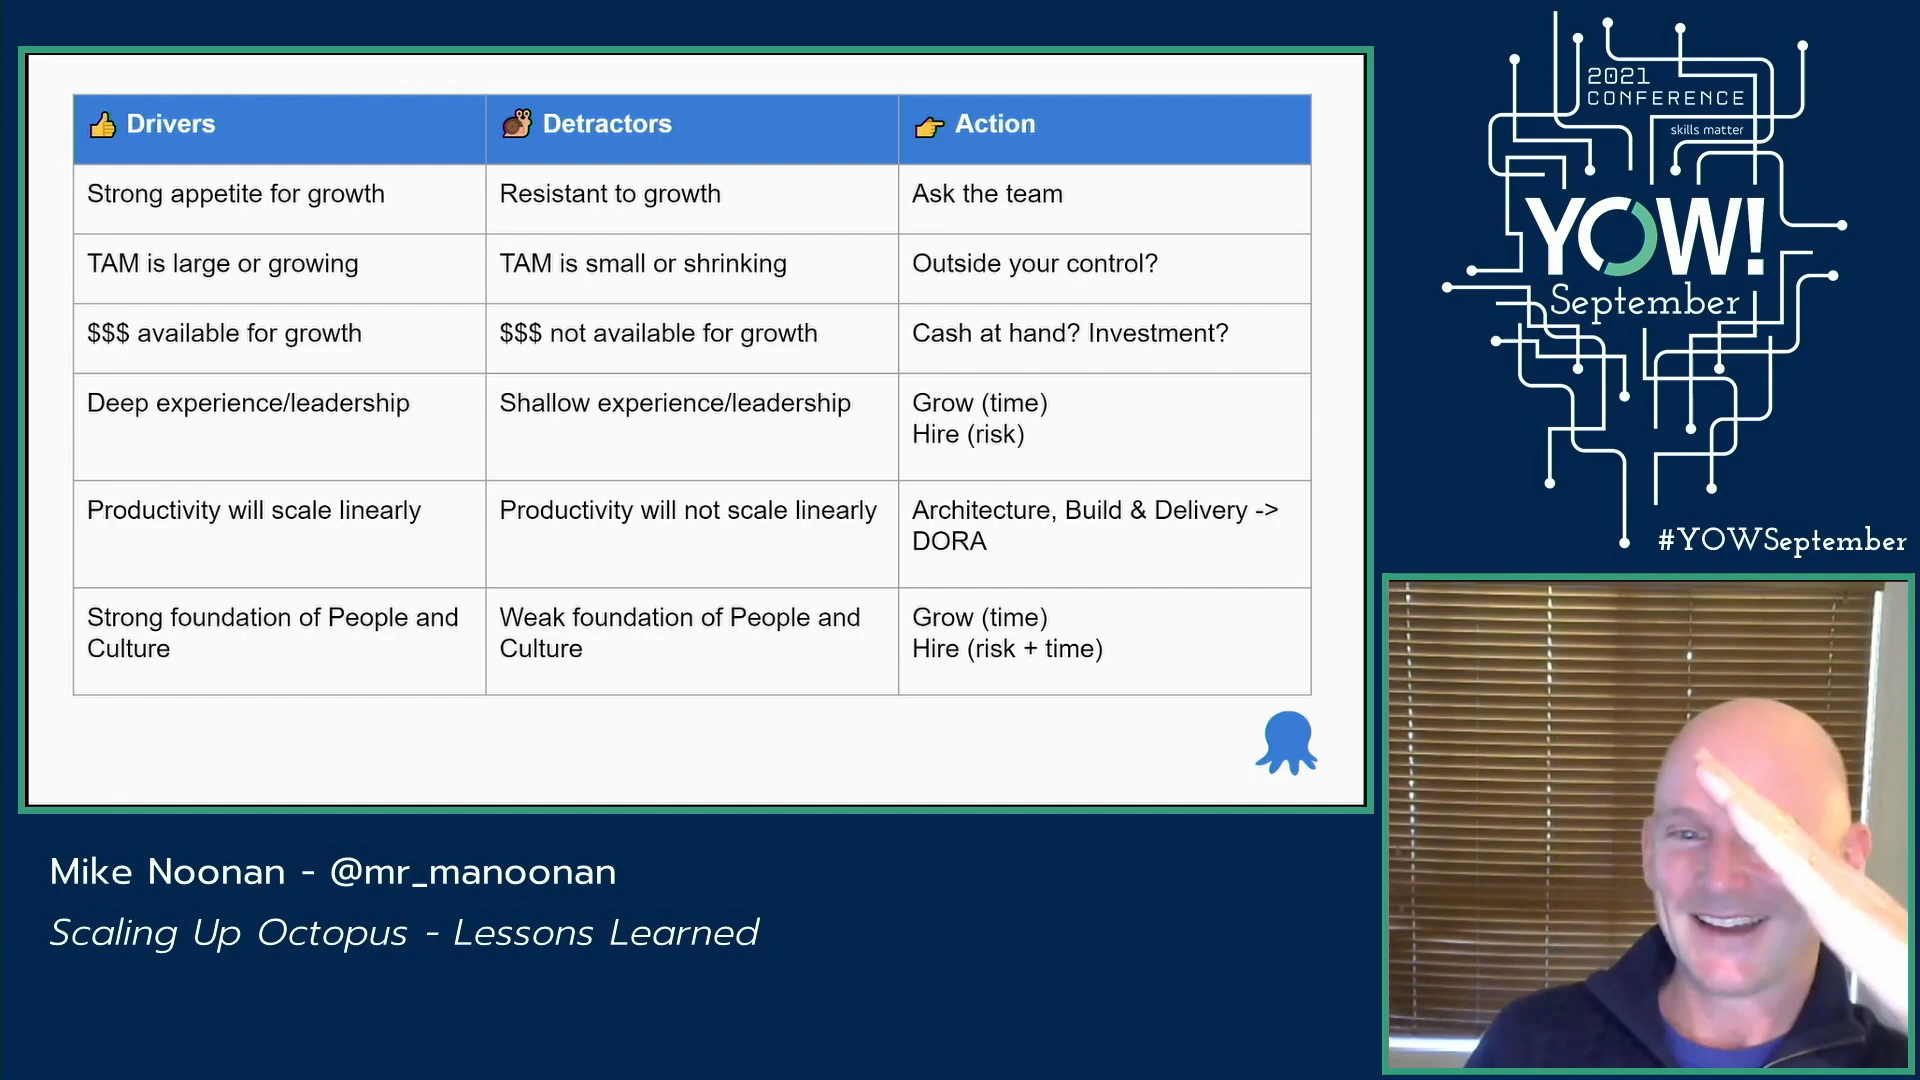 Drivers
Detractors
Action
Strong appetite for growth
Resistant to growth
Ask the team
TAM is large or growing
TAM is small or shrinking
Outside your control?
$$$ available for growth
$$$ not available for growth
Cash at hand? Investment?
Deep experience/leadership
Shallow experience/leadership
Grow (time)
Hire (risk)
Productivity will scale linearly
Productivity will not scale linearly
Architecture, Build & Delivery ->
DORA
Strong foundation of People and
Culture
Weak foundation of People and
Culture
Grow (time)
Hire (risk + time)
2021
CONFERENCE
skills matter
YOW!
September
#YOWSeptember
Mike Noonan - @mr_manoonan
Scaling Up Octopus - Lessons Learned